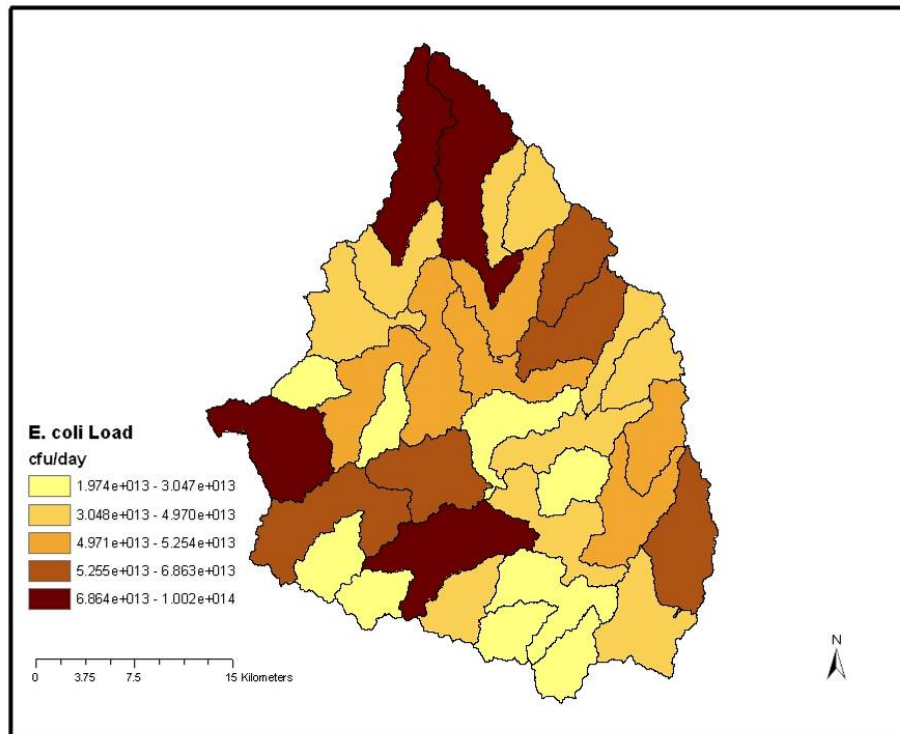 E. coli Load
cfu/day
1.974e+013 - 3.047e+013
3.048e+013 - 4.970e+013
4.971e+013 - 5.254e+013
5.255e+013 - 6.863e+013
6.864e+013 - 1.002e+014
0 3.75 7.5 15 Kilometers
N